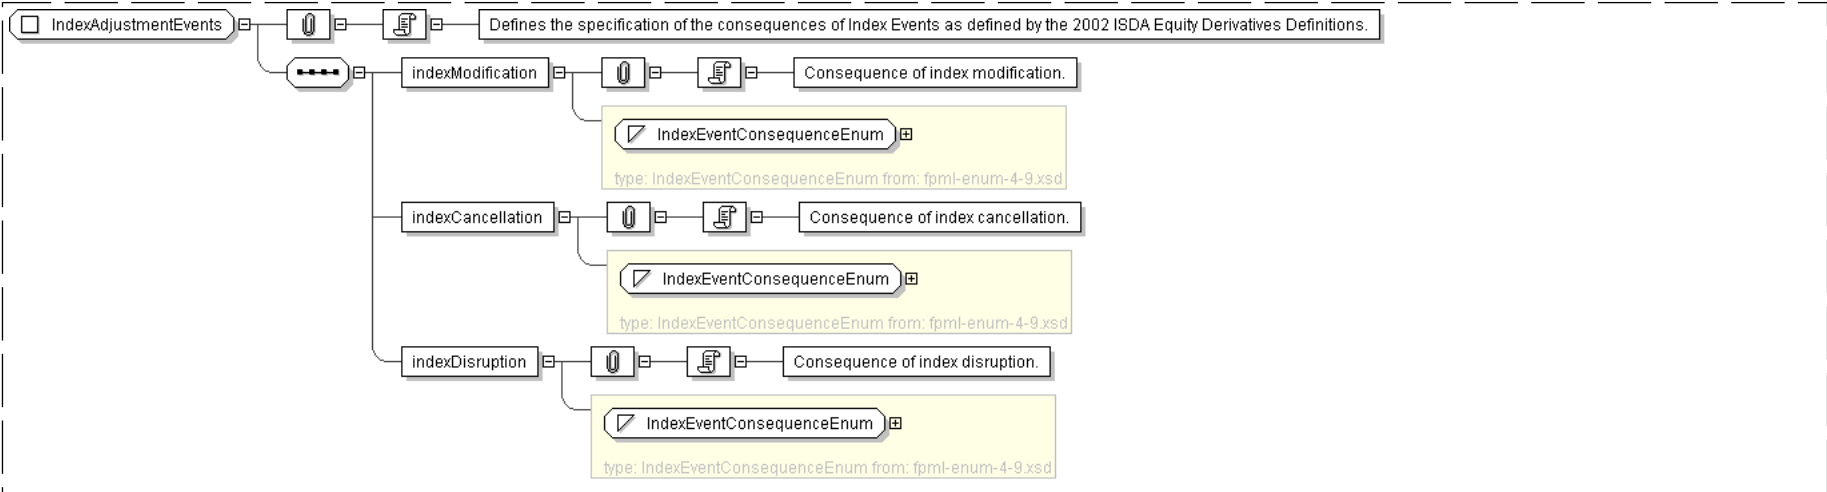 IndexAdjustmentEvents
Defines the specification of the consequences of Index Events as defined by the 2002 ISDA Equity Derivatives Definitions.
indexModification
Consequence of index modification.
IndexEventConsequenceEnum
type: IndexEventConsequenceEnum from: fpml-enum-4-9.xsd
indexCancellation
Consequence of index cancellation.
IndexEventConsequenceEnum
type: IndexEventConsequenceEnum from: fpml-enum-4-9.xsd
indexDisruption
Consequence of index disruption.
IndexEventConsequenceEnum
type: IndexEventConsequenceEnum from: fpml-enum-4-9.xsd